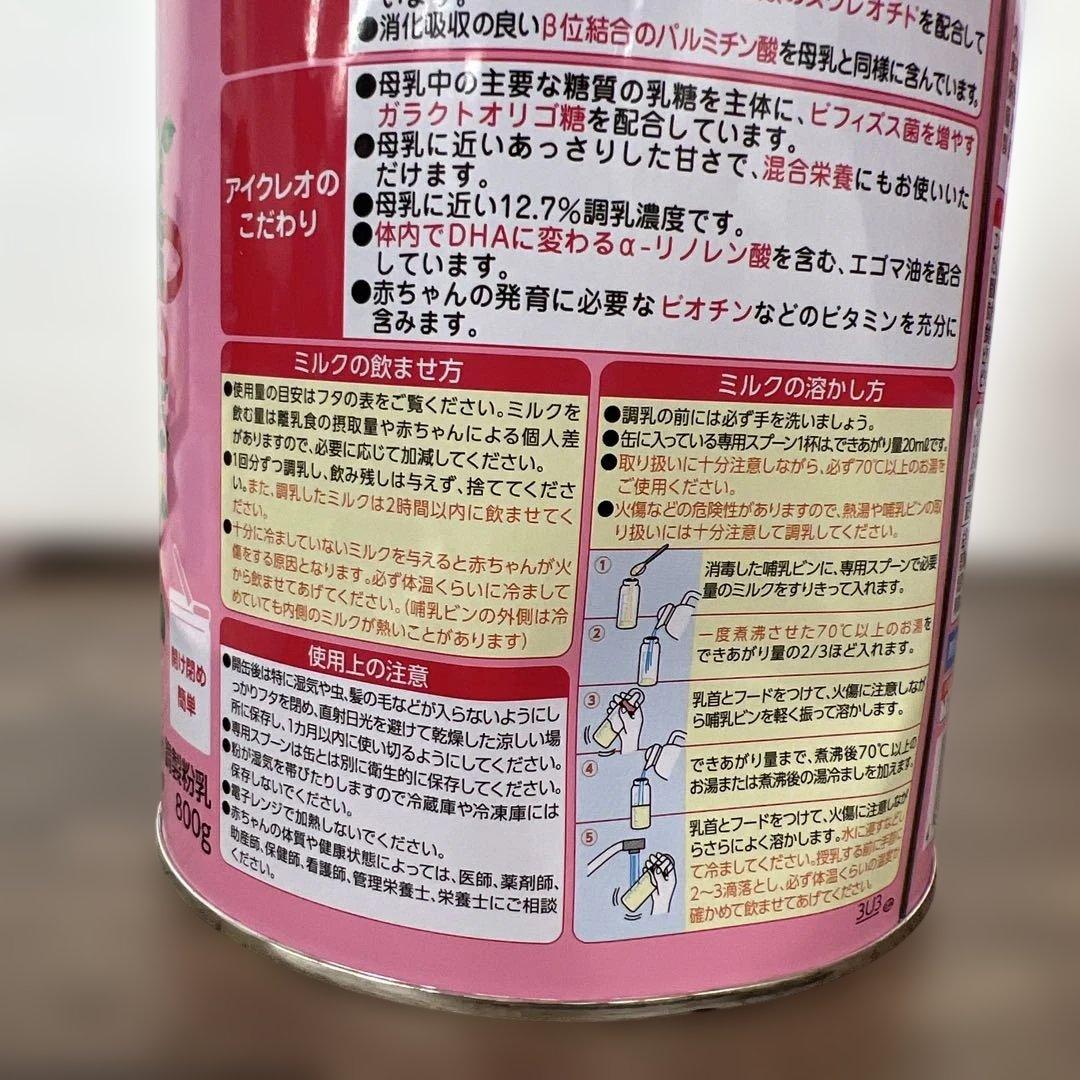 います。
ヌクレオチドを配合して
●消化吸収の良いβ位結合のパルミチン酸を母乳と同様に含んでいます。
アイクレオの
こだわり
●母乳中の主要な糖質の乳糖を主体に、ビフィズス菌を増やす
ガラクトオリゴ糖を配合しています。
●母乳に近いあっさりした甘さで、混合栄養にもお使いいた
だけます。
●母乳に近い12.7%調乳濃度です。
●体内でDHAに変わるα-リノレン酸を含む、エゴマ油を配合
しています。
●赤ちゃんの発育に必要なビオチンなどのビタミンを充分に
含みます。
ミルクの飲ませ方
●使用量の目安はフタの表をご覧ください。ミルクを
飲む量は離乳食の摂取量や赤ちゃんによる個人差
がありますので、必要に応じて加減してください。
●1回分ずつ調乳し、飲み残しは与えず、捨ててくださ
い。また、調乳したミルクは2時間以内に飲ませてく
ださい。
●十分に冷ましていないミルクを与えると赤ちゃんが火
傷をする原因となります。必ず体温くらいに冷まして
から飲ませてあげてください。(哺乳ビンの外側は冷
めていても内側のミルクが熱いことがあります)
使用上の注意
●開缶後は特に湿気や虫、髪の毛などが入らないようにし
っかりフタを閉め、直射日光を避けて乾燥した涼しい場
所に保存し、1カ月以内に使い切るようにしてください。
●専用スプーンは缶とは別に衛生的に保存してください。
●粉が湿気を帯びたりしますので冷蔵庫や冷凍庫には
保存しないでください。
●電子レンジで加熱しないでください。
●赤ちゃんの体質や健康状態によっては、医師、薬剤師、
助産師、保健師、看護師、管理栄養士、栄養士にご相談
ください。
ミルクの溶かし方
●調乳の前には必ず手を洗いましょう。
●缶に入っている専用スプーン1杯は、できあがり量20mlです。
●取り扱いに十分注意しながら、必ず70℃以上のお湯を
ご使用ください。
●火傷などの危険性がありますので、熱湯や哺乳ビンの取
り扱いには十分注意して調乳してください。
① 消毒した哺乳ビンに、専用スプーンで必要
量のミルクをすりきって入れます。
② 一度煮沸させた70℃以上のお湯を
できあがり量の2/3ほど入れます。
③ 乳首とフードをつけて、火傷に注意しなが
ら哺乳ビンを軽く振って溶かします。
④ できあがり量まで、煮沸後70℃以上の
お湯または煮沸後の湯冷ましを加えます。
⑤ 乳首とフードをつけて、火傷に注意しなが
らさらによく溶かします。水に浸すなどし
て冷ましてください。授乳する前に手首に
2〜3滴落とし、必ず体温くらいの温度か
確かめて飲ませてあげてください。
3U3
開け閉め
簡単
調製粉乳
800g